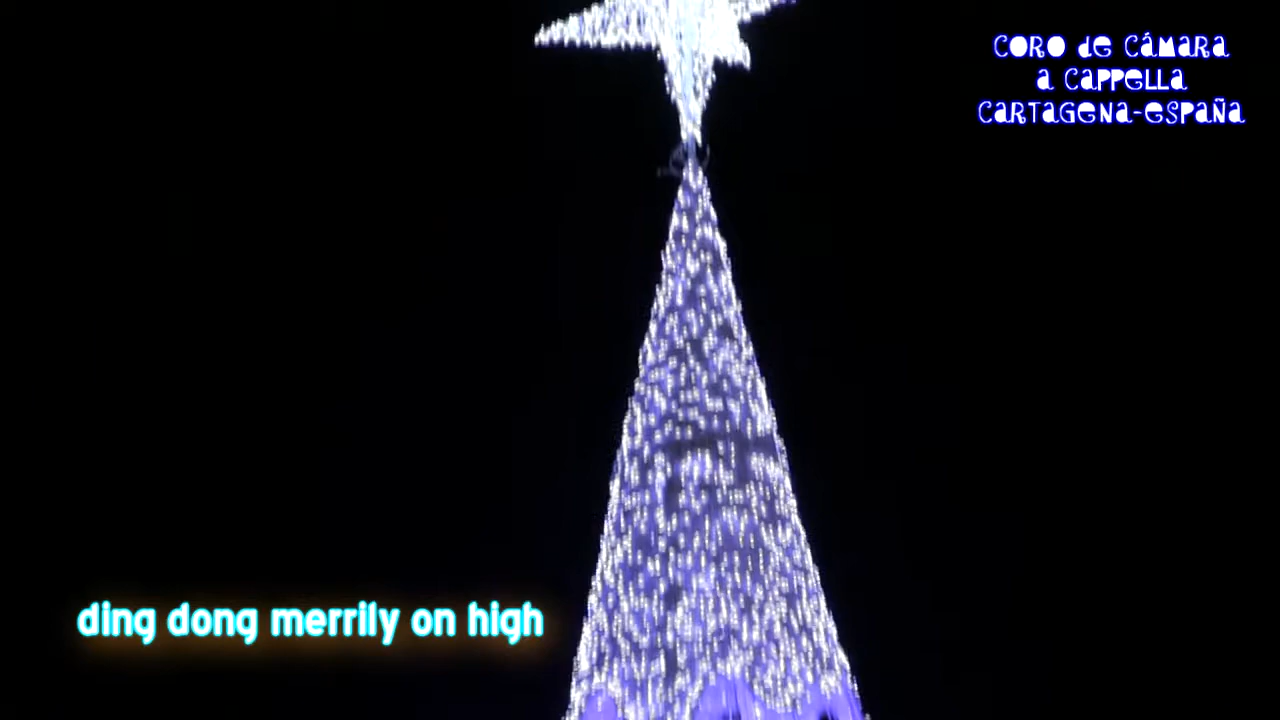 CORO de CÁMARA
a CAPPELLA
CARTAGENA-ESPAÑA
ding dong merrily on high